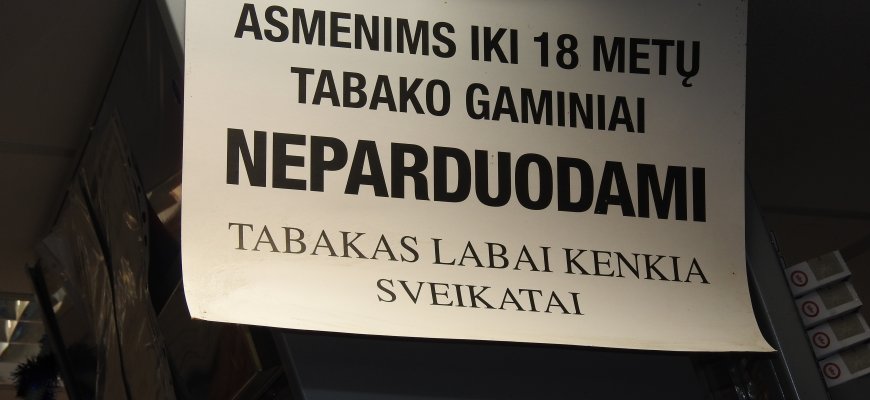 ASMENIMS IKI 18 METŲ
TABAKO GAMINIAI
NEPARDUODAMI
TABAKAS LABAI KENKIA
SVEIKATAI